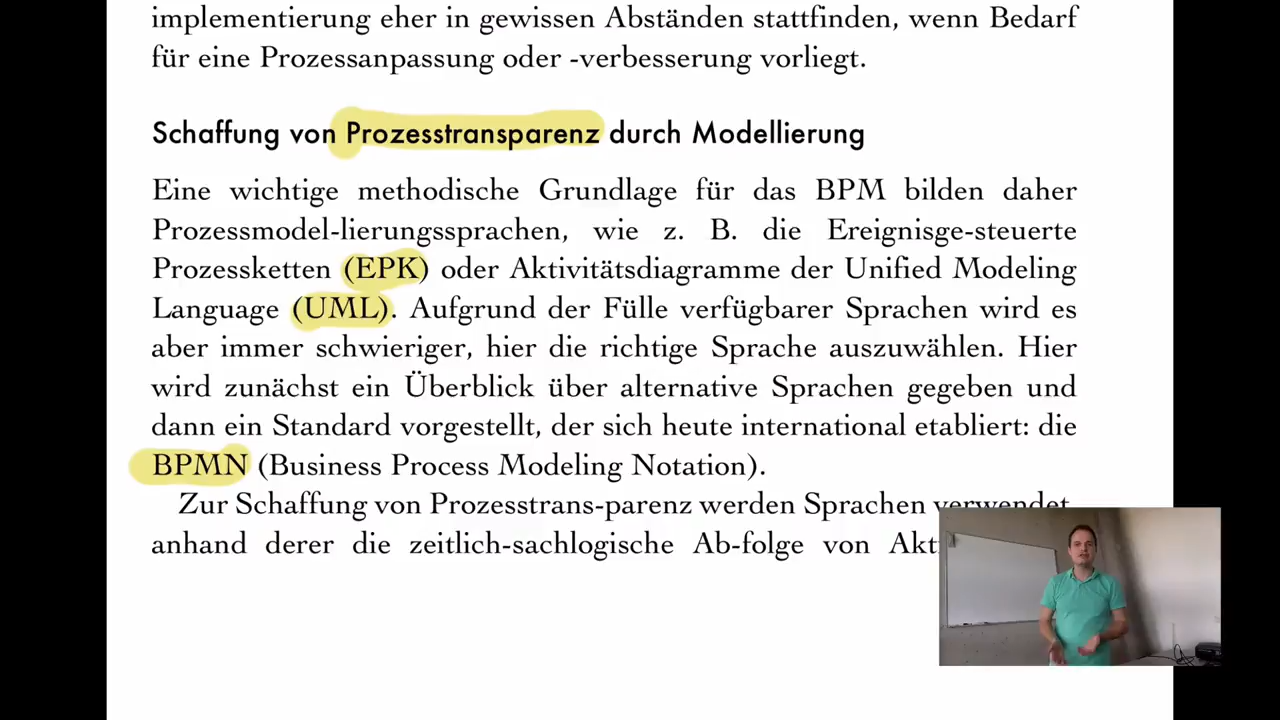 implementierung eher in gewissen Abständen stattfinden, wenn Bedarf
für eine Prozessanpassung oder -verbesserung vorliegt.
Schaffung von Prozesstransparenz durch Modellierung
Eine wichtige methodische Grundlage für das BPM bilden daher
Prozessmodel-lierungssprachen, wie z. B. die Ereignisge-steuerte
Prozessketten (EPK) oder Aktivitätsdiagramme der Unified Modeling
Language (UML). Aufgrund der Fülle verfügbarer Sprachen wird es
aber immer schwieriger, hier die richtige Sprache auszuwählen. Hier
wird zunächst ein Überblick über alternative Sprachen gegeben und
dann ein Standard vorgestellt, der sich heute international etabliert: die
BPMN (Business Process Modeling Notation).
Zur Schaffung von Prozesstrans-parenz werden Sprachen verwendet,
anhand derer die zeitlich-sachlogische Ab-folge von